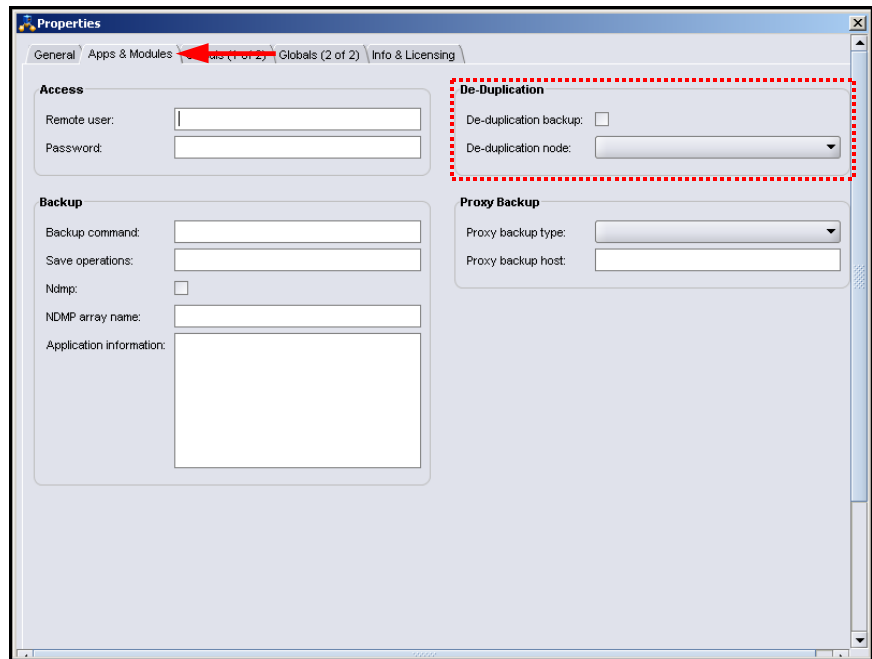 Properties
General Apps & Modules Globals (2 of 2) Info & Licensing
Access
Remote user:
Password:
De-Duplication
De-duplication backup:
De-duplication node:
Backup
Backup command:
Save operations:
Ndmp:
NDMP array name:
Application information:
Proxy Backup
Proxy backup type:
Proxy backup host: